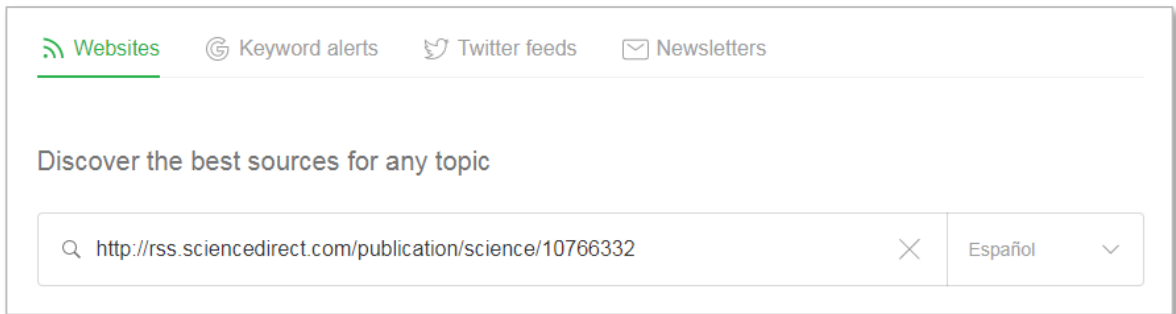 Websites Keyword alerts Twitter feeds Newsletters
Discover the best sources for any topic
http://rss.sciencedirect.com/publication/science/10766332 Español